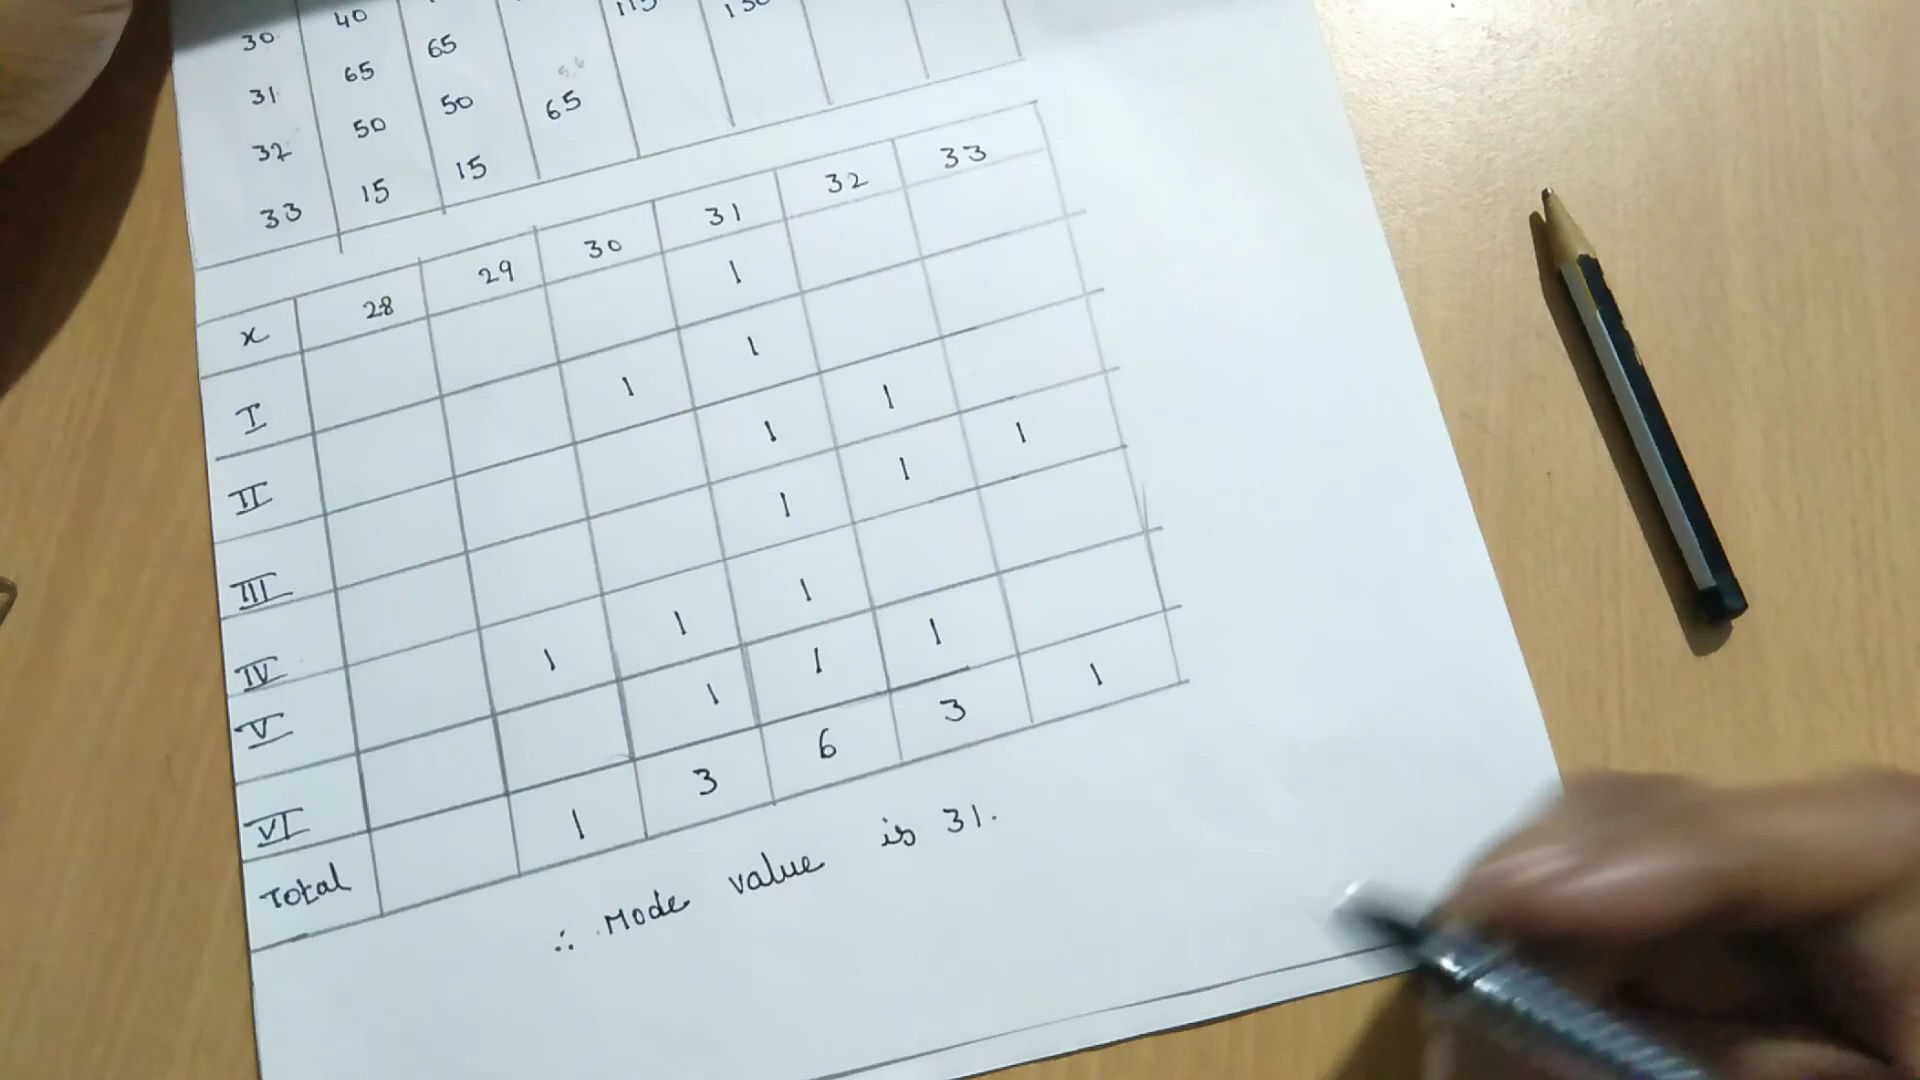 30 40 115 130
31 65 65
32 50 50 65
33 15 15
x 28 29 30 31 32 33
I 1
II 1 1
III 1 1
IV 1 1 1
V 1 1 1
VI 1 1 1
Total 1 3 6 3 1
∴ Mode value is 31.